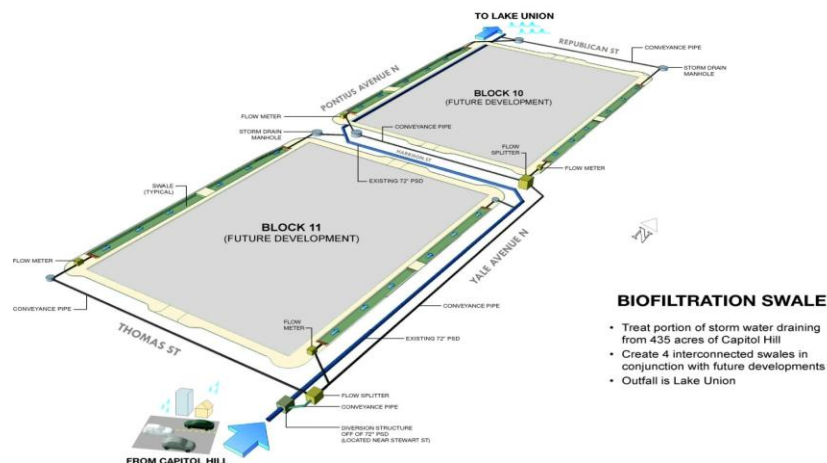 TO LAKE UNION
REPUBLICAN ST
CONVEYANCE PIPE
STORM DRAIN
MANHOLE
PONTIUS AVENUE N
BLOCK 10
(FUTURE DEVELOPMENT)
FLOW METER
STORM DRAIN
MANHOLE
CONVEYANCE PIPE
HARRISON ST
FLOW
SPLITTER
FLOW METER
EXISTING 72" PSD
SWALE
(TYPICAL)
BLOCK 11
(FUTURE DEVELOPMENT)
YALE AVENUE N
N
FLOW METER
CONVEYANCE PIPE
THOMAS ST
FLOW
METER
CONVEYANCE PIPE
EXISTING 72" PSD
FLOW SPLITTER
CONVEYANCE PIPE
DIVERSION STRUCTURE
OFF OF 72" PSD
(LOCATED NEAR STEWART ST)
FROM CAPITOL HILL
BIOFILTRATION SWALE
• Treat portion of storm water draining
from 435 acres of Capitol Hill
• Create 4 interconnected swales in
conjunction with future developments
• Outfall is Lake Union